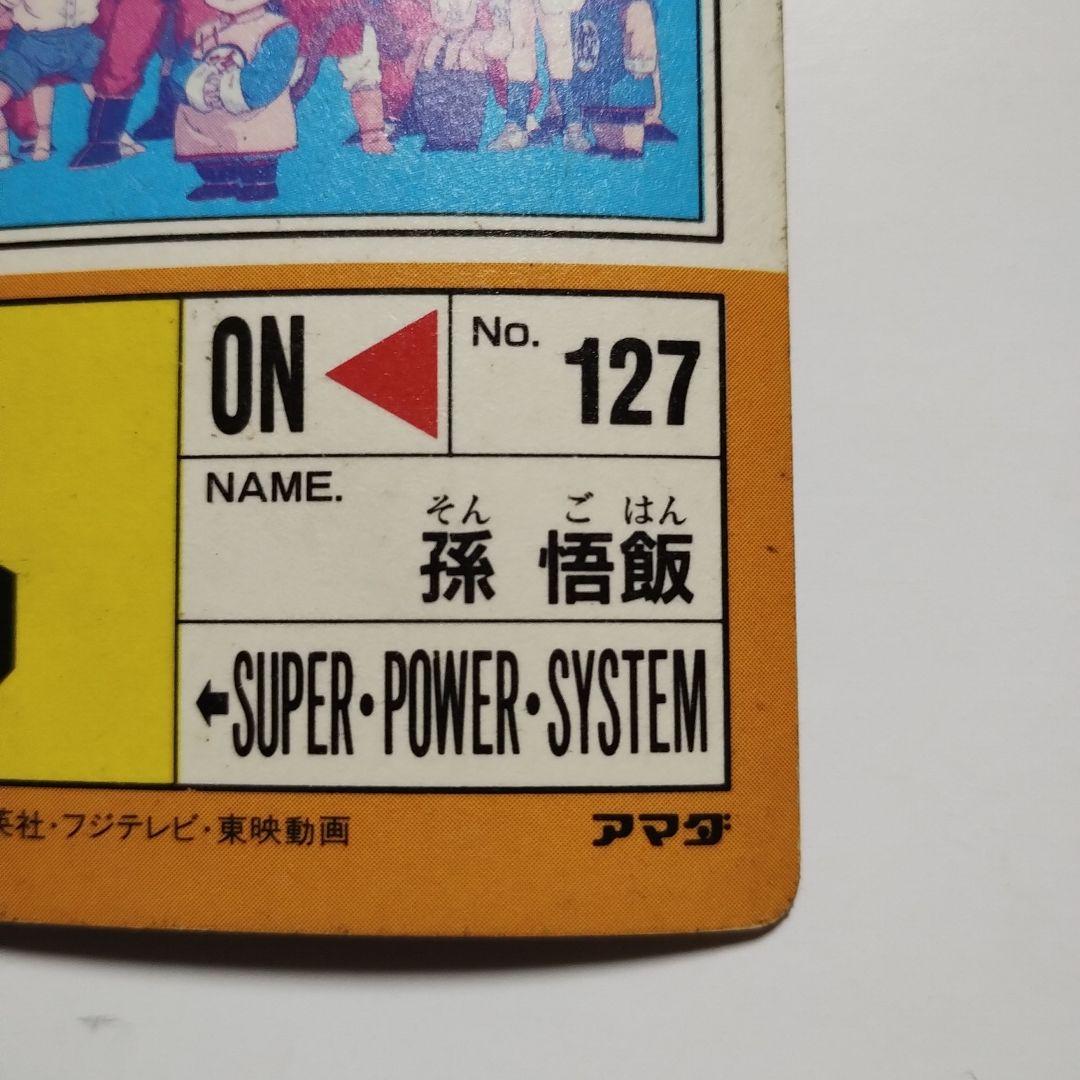 ON
No. 127
NAME.
そん ご はん
孫 悟飯
←SUPER・POWER・SYSTEM
英社・フジテレビ・東映動画
アマダ